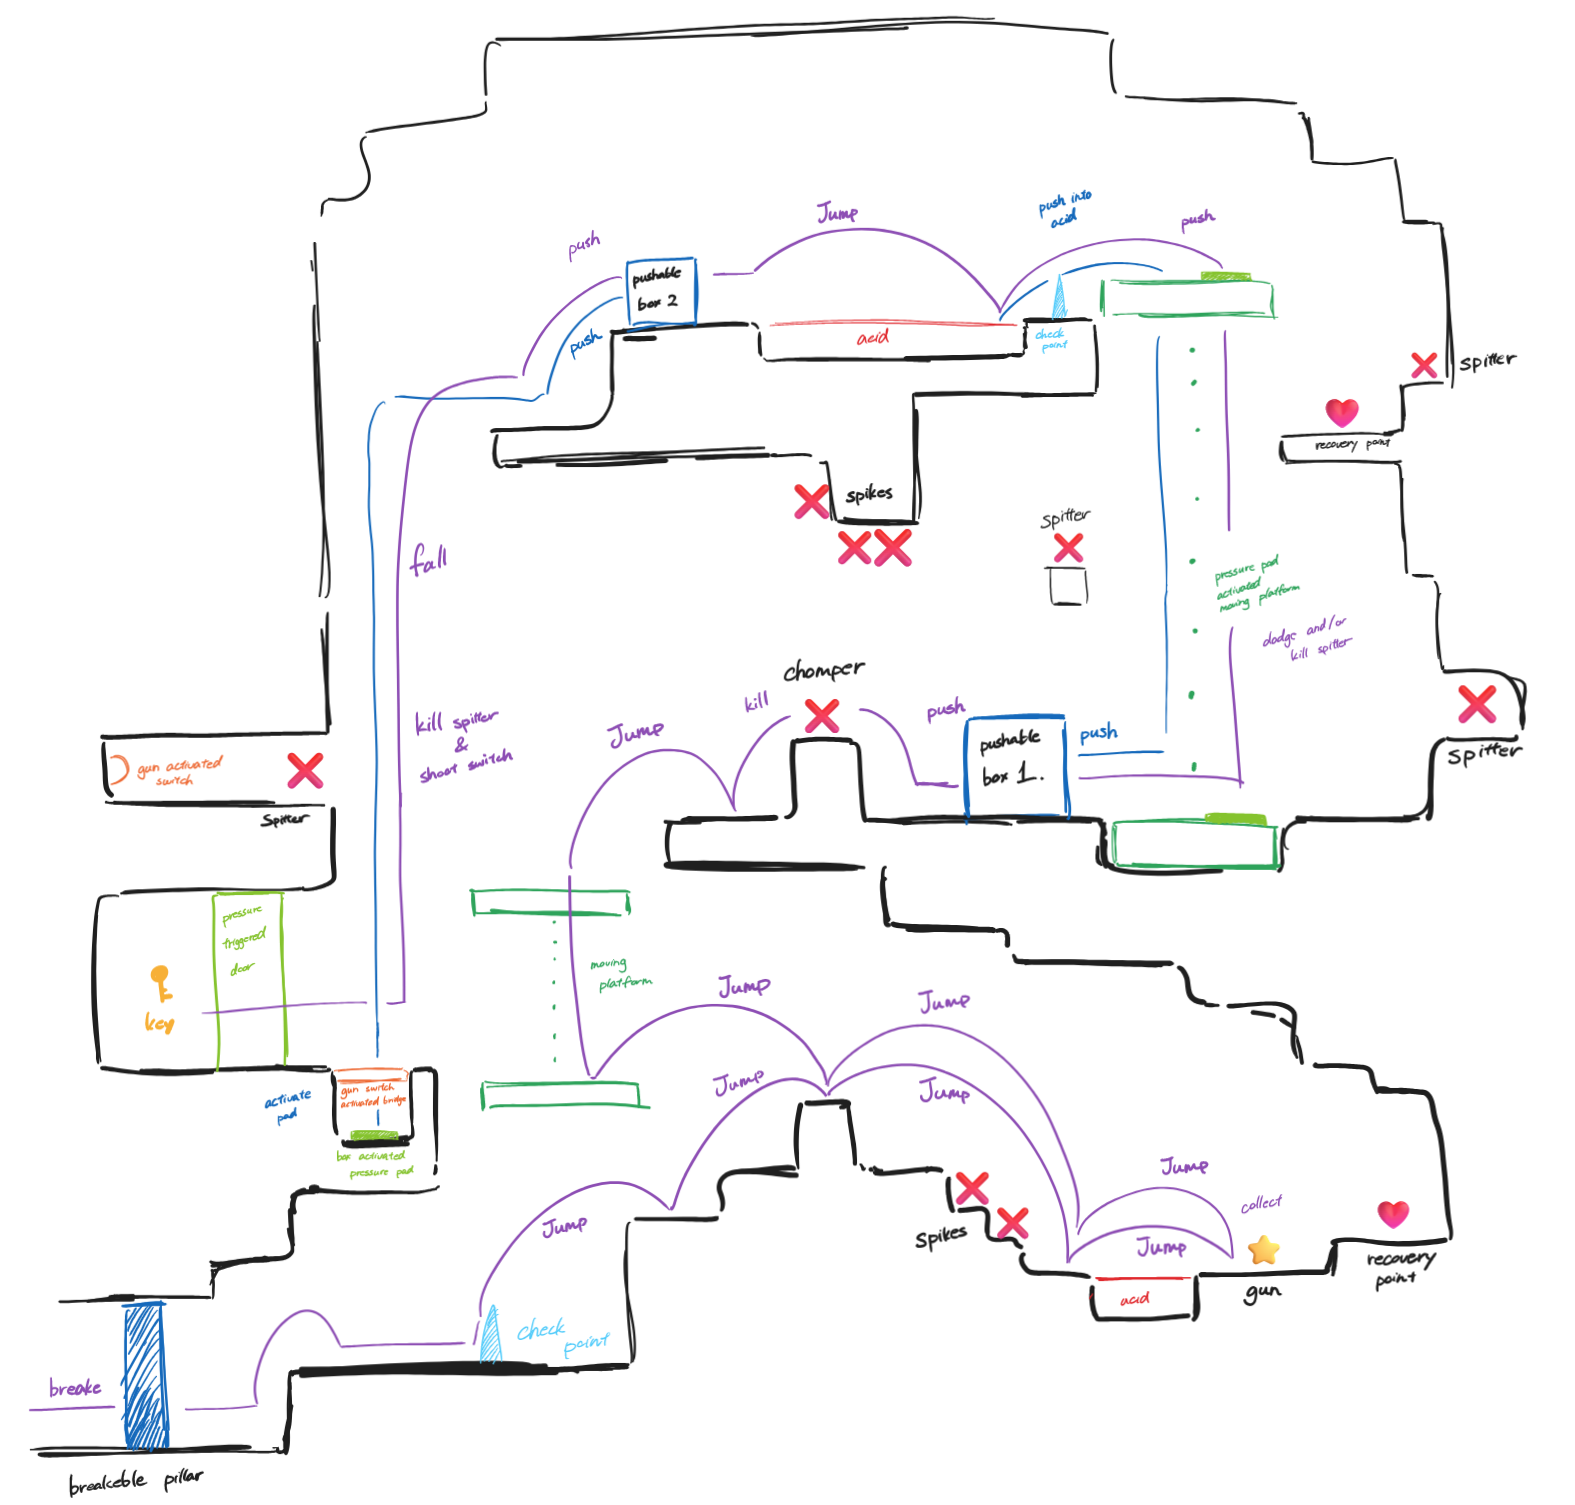 Jump
push into
acid
push
push
pushable
box 2
push
acid
check
point
spitter
recovery point
spikes
spitter
fall
pressure pad
activated
moving platform
dodge and/or
kill spitter
chomper
kill
push
Jump
kill spitter
&
shoot switch
pushable
box 1.
push
spitter
gun activated
switch
Spitter
pressure
triggered
door
key
moving
platform
Jump
Jump
Jump
Jump
gun switch
activated bridge
activate
pad
box activated
pressure pad
Jump
collect
Jump
Spikes
Jump
recovery
point
acid
gun
check
point
breake
breakeble pillar